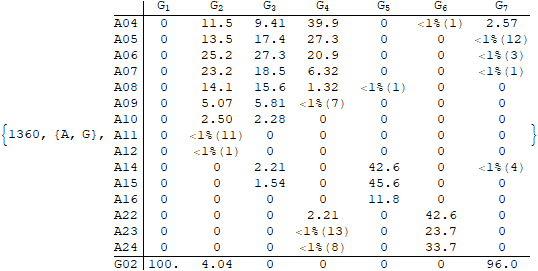 G1 G2 G3 G4 G5 G6 G7
A04 0 11.5 9.41 39.9 0 <1%(1) 2.57
A05 0 13.5 17.4 27.3 0 0 <1%(12)
A06 0 25.2 27.3 20.9 0 0 <1%(3)
A07 0 23.2 18.5 6.32 0 0 <1%(1)
A08 0 14.1 15.6 1.32 <1%(1) 0 0
A09 0 5.07 5.81 <1%(7) 0 0 0
A10 0 2.50 2.28 0 0 0 0
{1360, {A, G}, A11 0 <1%(11) 0 0 0 0 0 }
A12 0 <1%(1) 0 0 0 0 0
A14 0 0 2.21 0 42.6 0 <1%(4)
A15 0 0 1.54 0 45.6 0 0
A16 0 0 0 0 11.8 0 0
A22 0 0 0 2.21 0 42.6 0
A23 0 0 0 <1%(13) 0 23.7 0
A24 0 0 0 <1%(8) 0 33.7 0
G02 100. 4.04 0 0 0 0 96.0